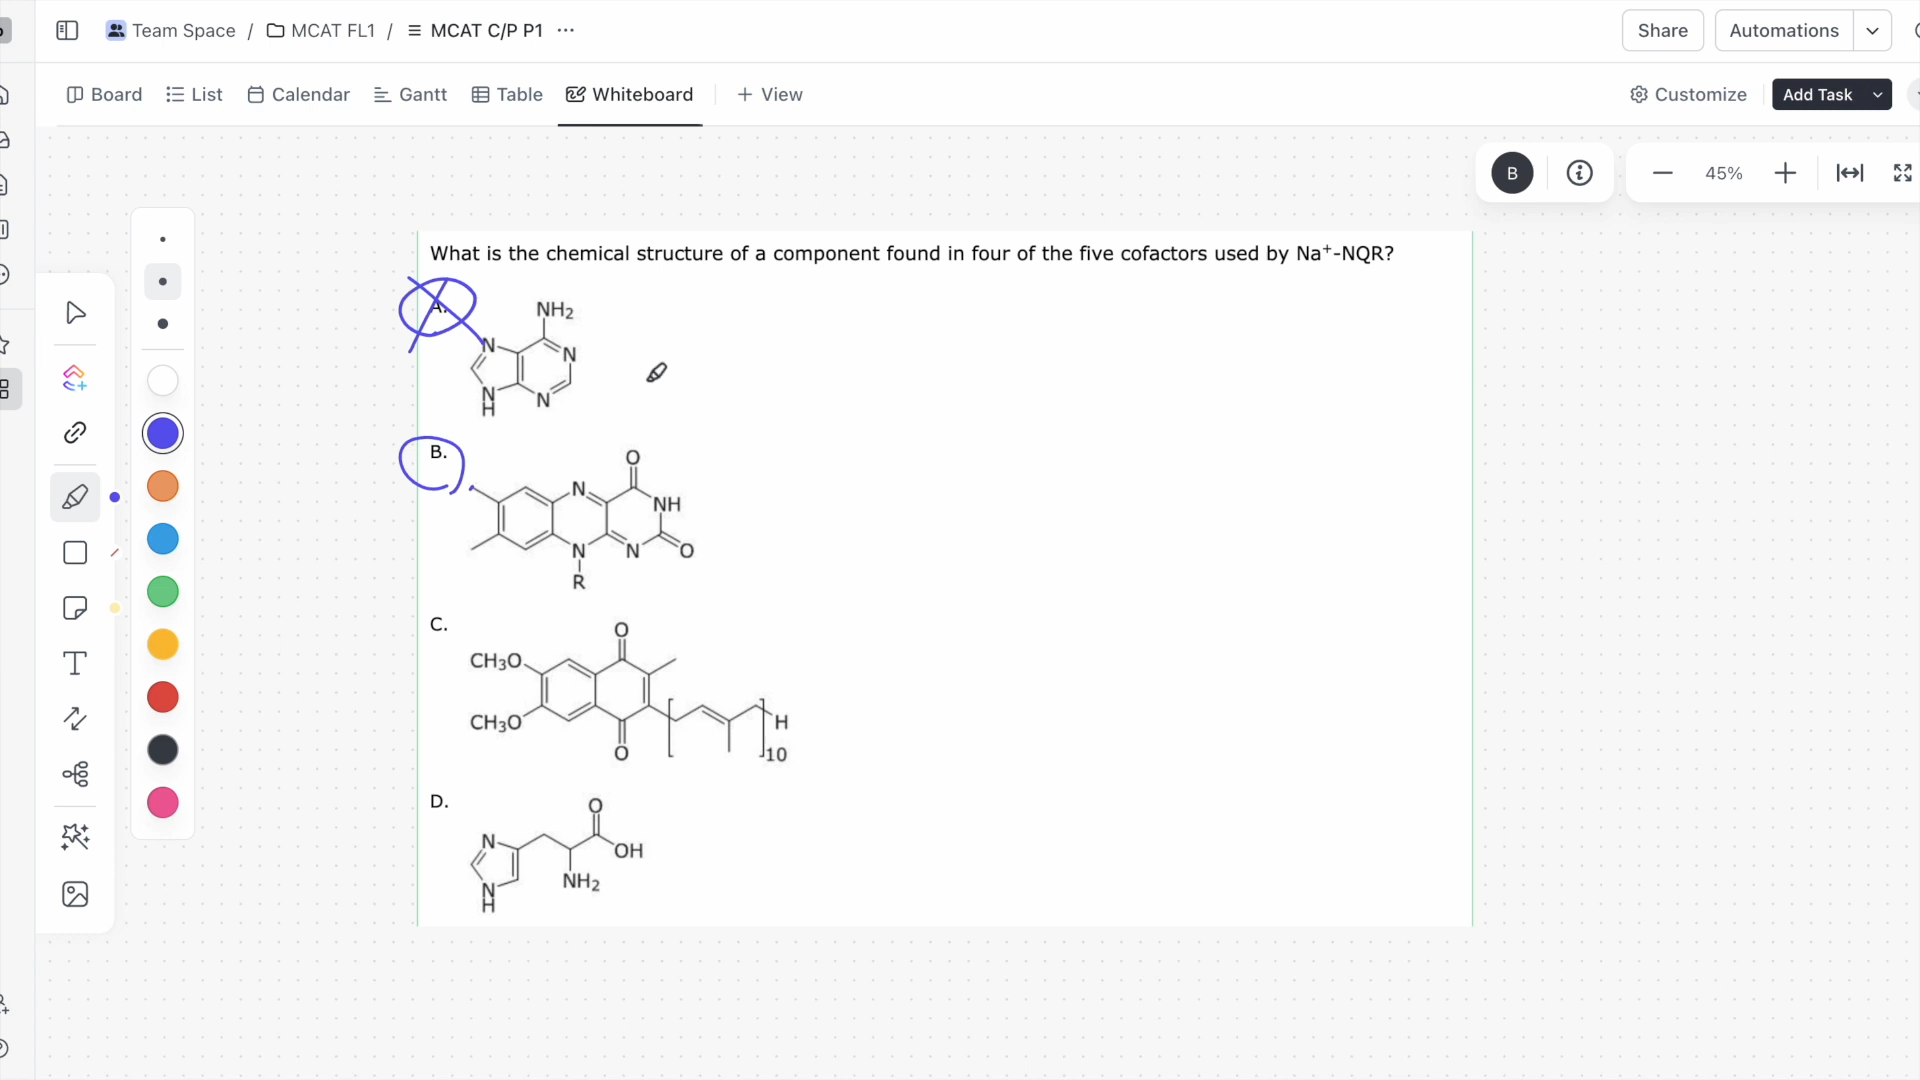 Team Space / MCAT FL1 / MCAT C/P P1 ...
Share
Automations
Board
List
Calendar
Gantt
Table
Whiteboard
+ View
Customize
Add Task
B
45%
What is the chemical structure of a component found in four of the five cofactors used by Na⁺-NQR?
A.
NH₂
N
N
N
H
N
B.
O
N
NH
N
N
O
R
C.
O
CH₃O
CH₃O
H
O
10
D.
O
N
OH
NH₂
N
H
T